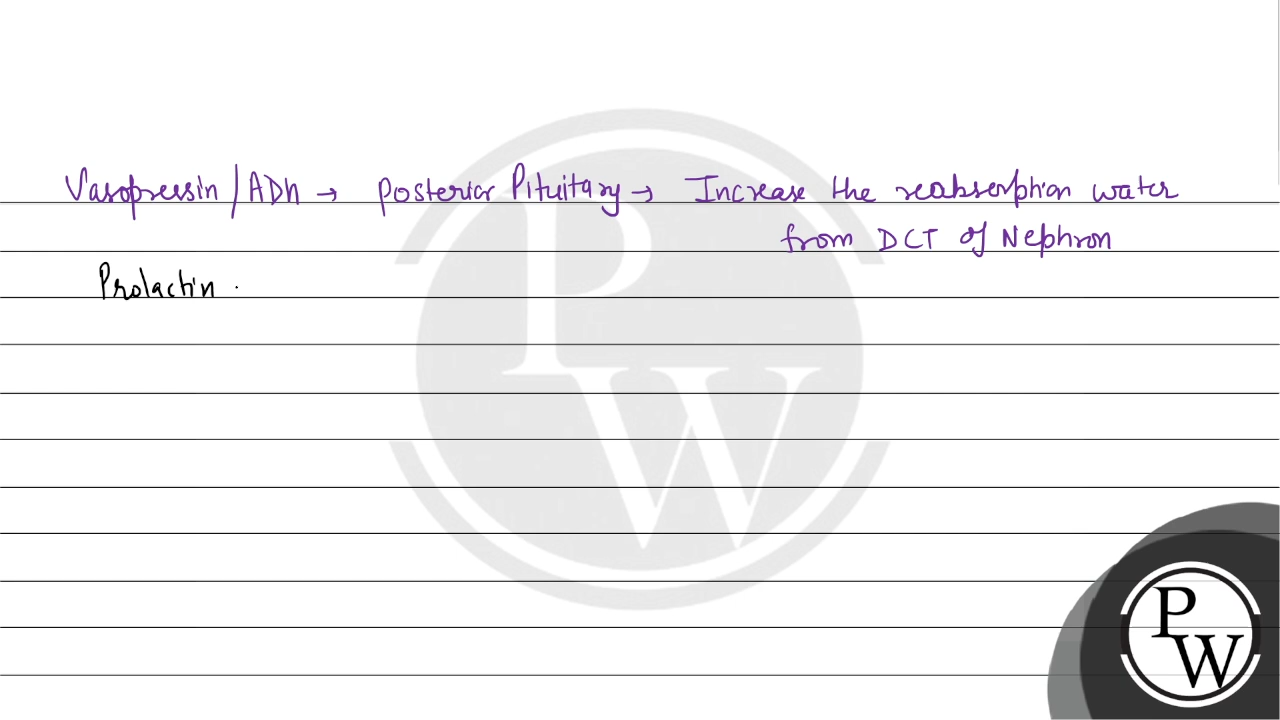 Vasopressin / ADh → Posterior Pituitary → Increase the reabsorption water
from DCT of Nephron
Prolactin .
P
W
P
W